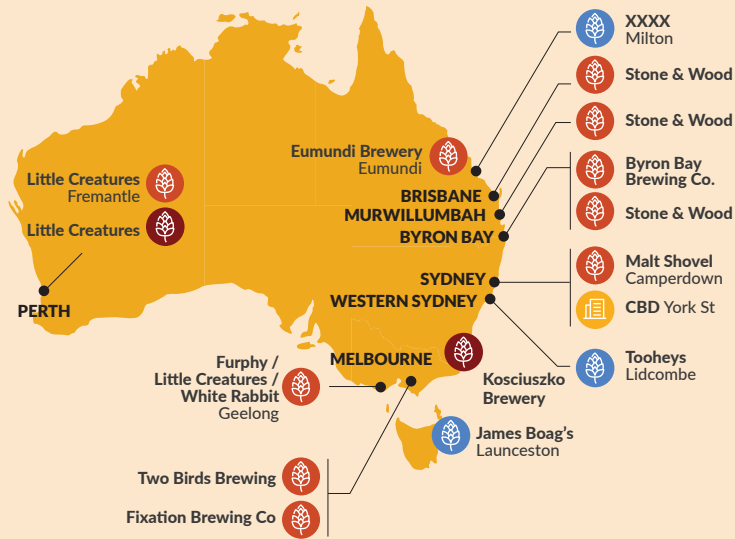 XXXX
Milton
Stone & Wood
Stone & Wood
Byron Bay
Brewing Co.
Stone & Wood
Eumundi Brewery
Eumundi
BRISBANE
MURWILLUMBAH
BYRON BAY
Little Creatures
Fremantle
Little Creatures
PERTH
SYDNEY
WESTERN SYDNEY
Malt Shovel
Camperdown
CBD York St
Tooheys
Lidcombe
MELBOURNE
Kosciuszko
Brewery
Furphy /
Little Creatures /
White Rabbit
Geelong
James Boag's
Launceston
Two Birds Brewing
Fixation Brewing Co